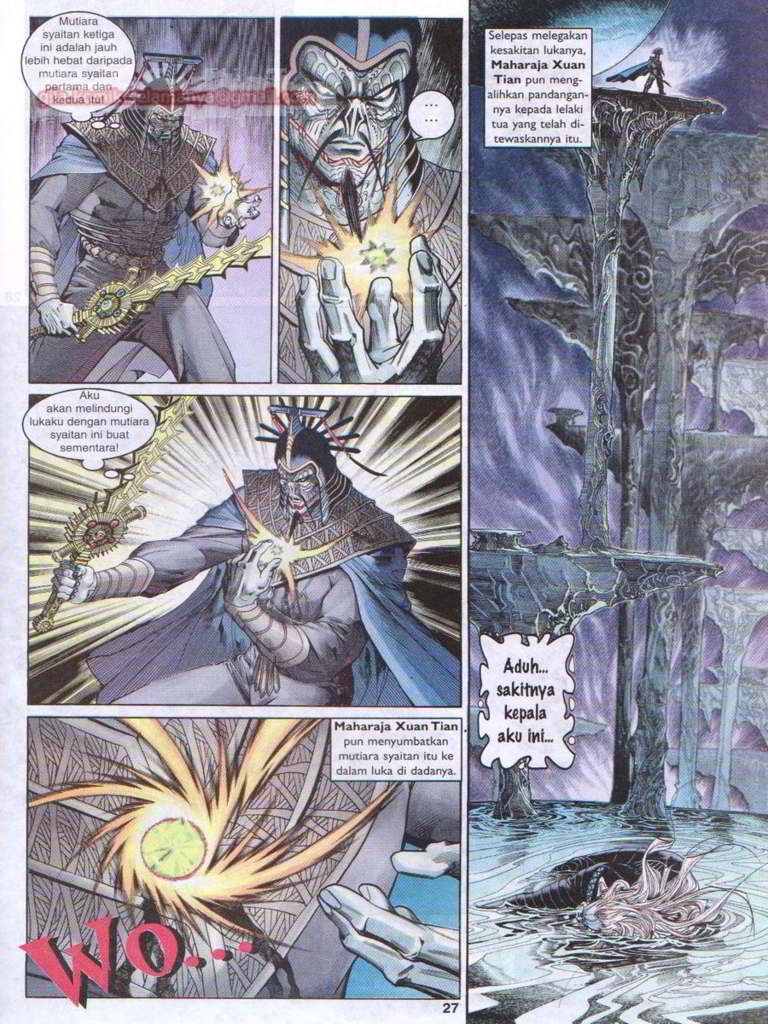 Mutiara
syaitan ketiga
ini adalah jauh
lebih hebat daripada
mutiara syaitan
pertama dan
kedua itu!
...
...
Aku
akan melindungi
lukaku dengan mutiara
syaitan ini buat
sementara!
Maharaja Xuan Tian
pun menyumbatkan
mutiara syaitan itu ke
dalam luka di dadanya.
WO...
27
Selepas melegakan
kesakitan lukanya,
Maharaja Xuan
Tian pun meng-
alihkan pandangan-
nya kepada lelaki
tua yang telah di-
tewaskannya itu.
Aduh...
sakitnya
kepala
aku ini...